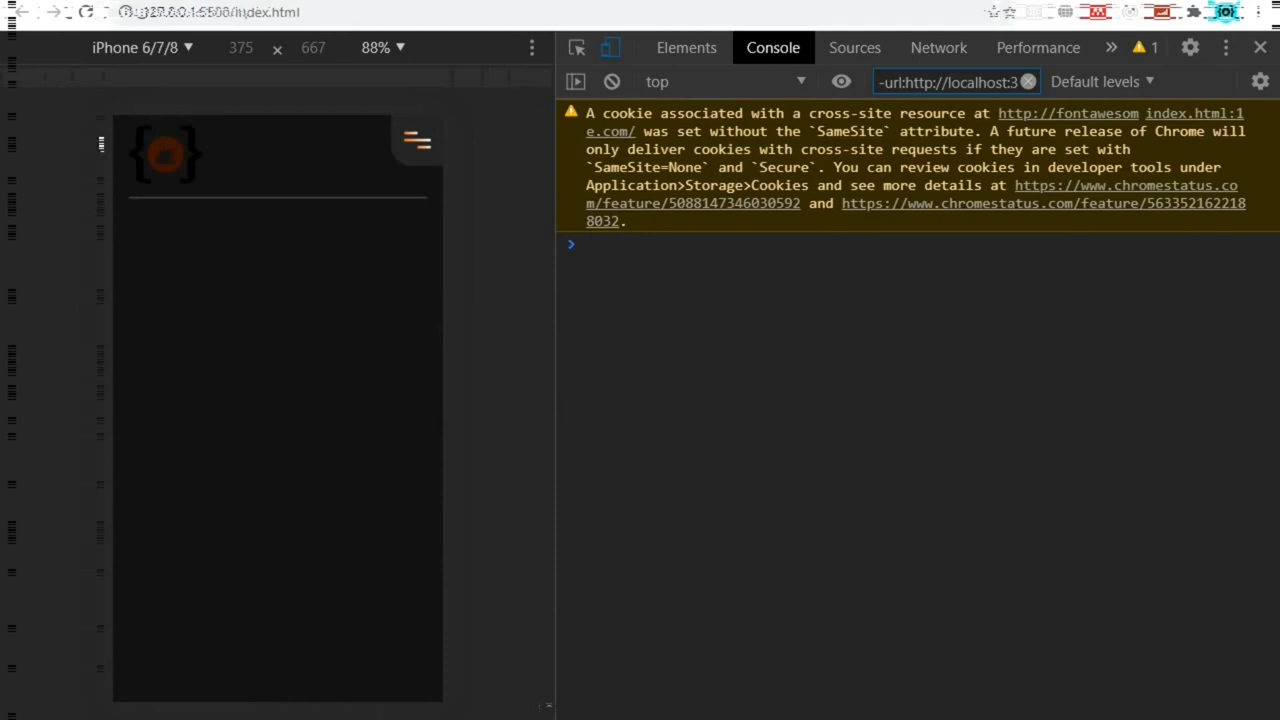 index.html
iPhone 6/7/8 375 × 667 88%
Elements Console Sources Network Performance 1
top -url:http://localhost:3 Default levels
A cookie associated with a cross-site resource at http://fontawesom index.html:1
e.com/ was set without the `SameSite` attribute. A future release of Chrome will
only deliver cookies with cross-site requests if they are set with
`SameSite=None` and `Secure`. You can review cookies in developer tools under
Application>Storage>Cookies and see more details at https://www.chromestatus.co
m/feature/5088147346030592 and https://www.chromestatus.com/feature/563352162218
8032.